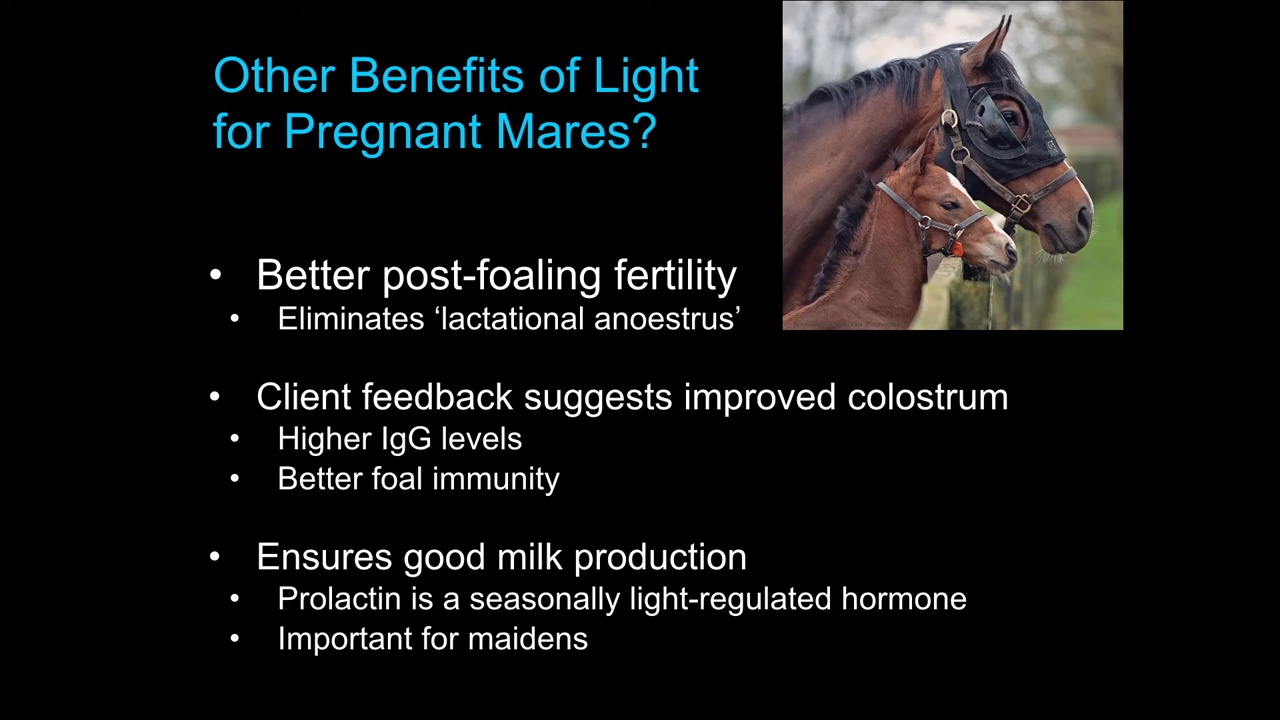 Other Benefits of Light
for Pregnant Mares?
• Better post-foaling fertility
• Eliminates ‘lactational anoestrus’
• Client feedback suggests improved colostrum
• Higher IgG levels
• Better foal immunity
• Ensures good milk production
• Prolactin is a seasonally light-regulated hormone
• Important for maidens